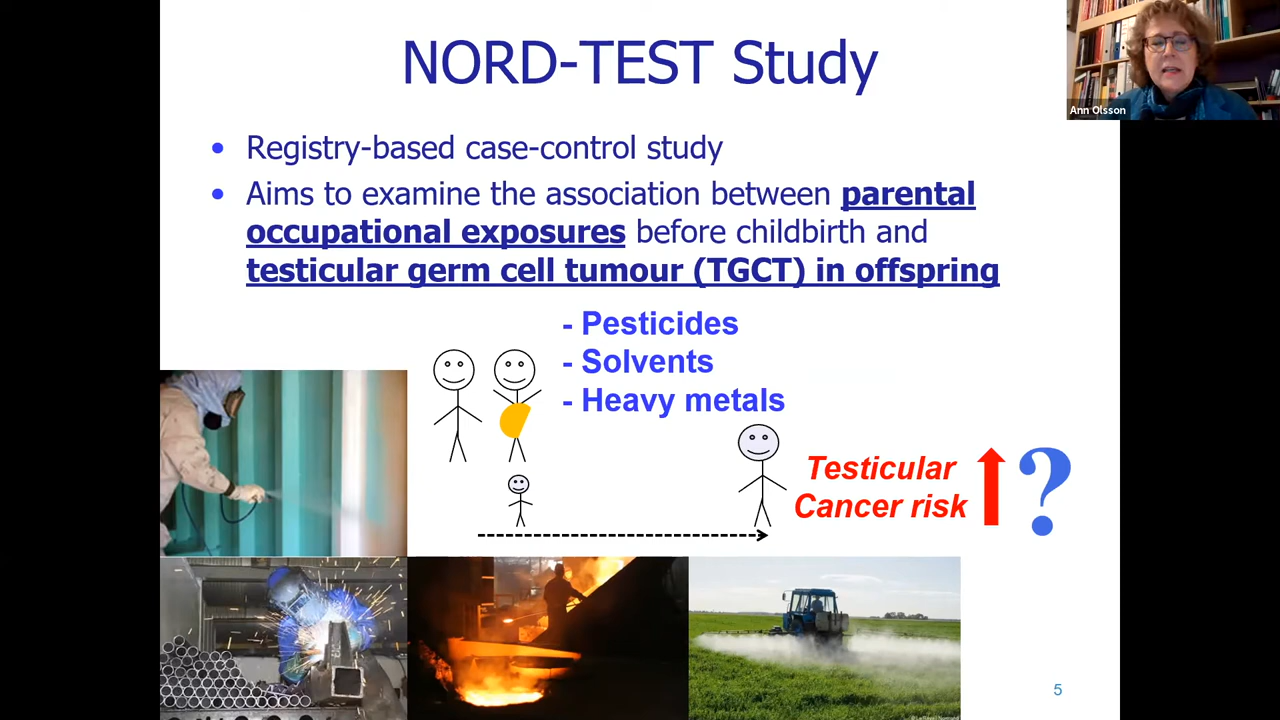 NORD-TEST Study
Ann Olsson
• Registry-based case-control study
• Aims to examine the association between parental
occupational exposures before childbirth and
testicular germ cell tumour (TGCT) in offspring
- Pesticides
- Solvents
- Heavy metals
Testicular
Cancer risk
?
5